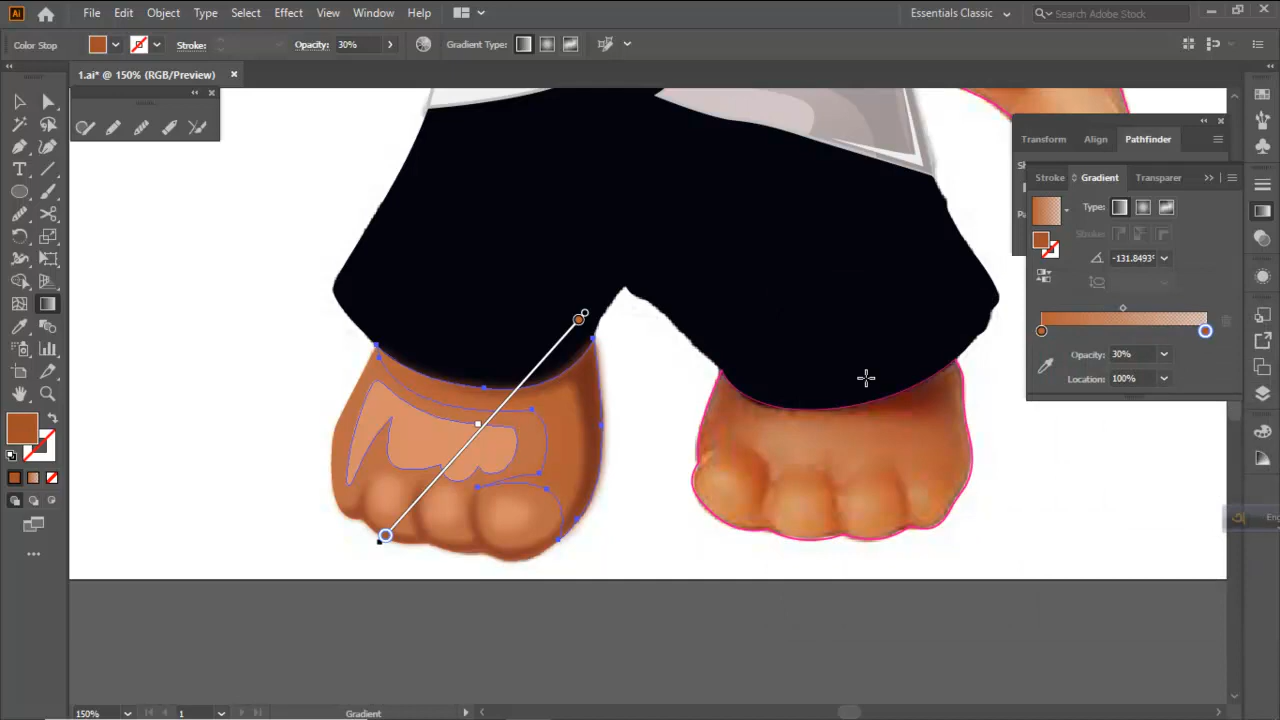 Ai File Edit Object Type Select Effect View Window Help Essentials Classic Search Adobe Stock
Color Stop Stroke: Opacity: 30% Gradient Type:
1.ai* @ 150% (RGB/Preview)
Transform Align Pathfinder
Stroke Gradient Transparer
Type:
Strokes:
-131.8493°
Opacity: 30%
Location: 100%
150% 1 Gradient